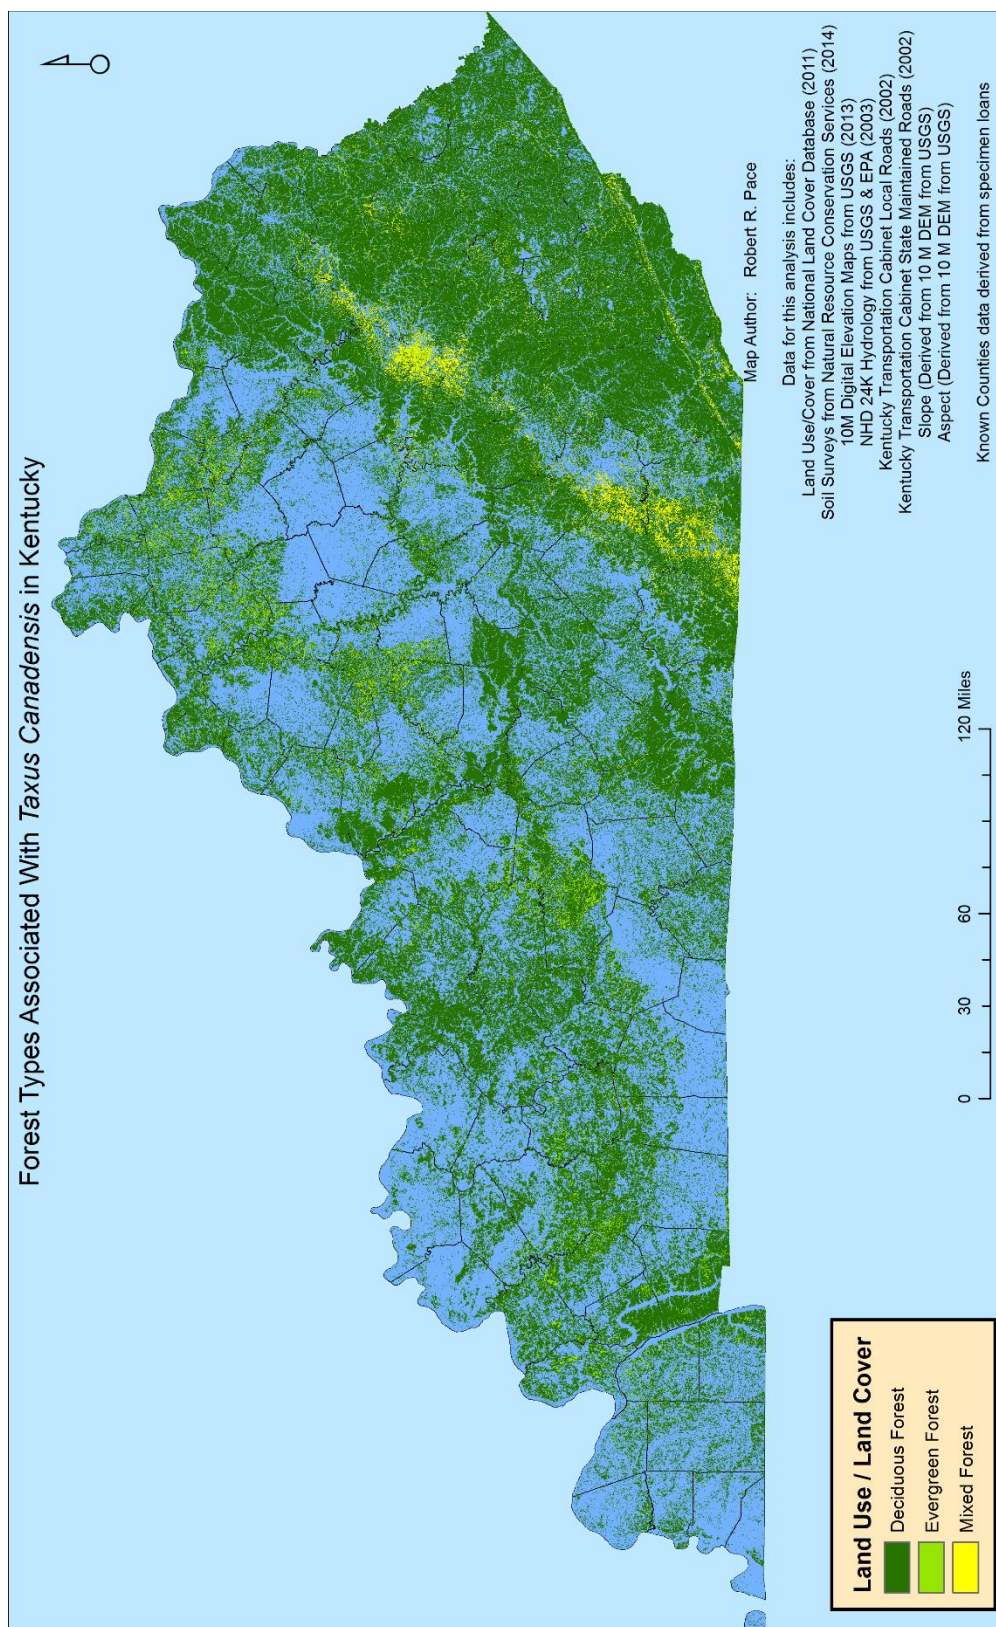 Forest Types Associated With Taxus Canadensis in Kentucky
Map Author: Robert R. Pace
Data for this analysis includes:
Land Use/Cover from National Land Cover Database (2011)
Soil Surveys from Natural Resource Conservation Services (2014)
10M Digital Elevation Maps from USGS (2013)
NHD 24K Hydrology from USGS & EPA (2003)
Kentucky Transportation Cabinet Local Roads (2002)
Kentucky Transportation Cabinet State Maintained Roads (2002)
Slope (Derived from 10 M DEM from USGS)
Aspect (Derived from 10 M DEM from USGS)
Known Counties data derived from specimen loans
Land Use / Land Cover
Deciduous Forest
Evergreen Forest
Mixed Forest
0 30 60 120 Miles